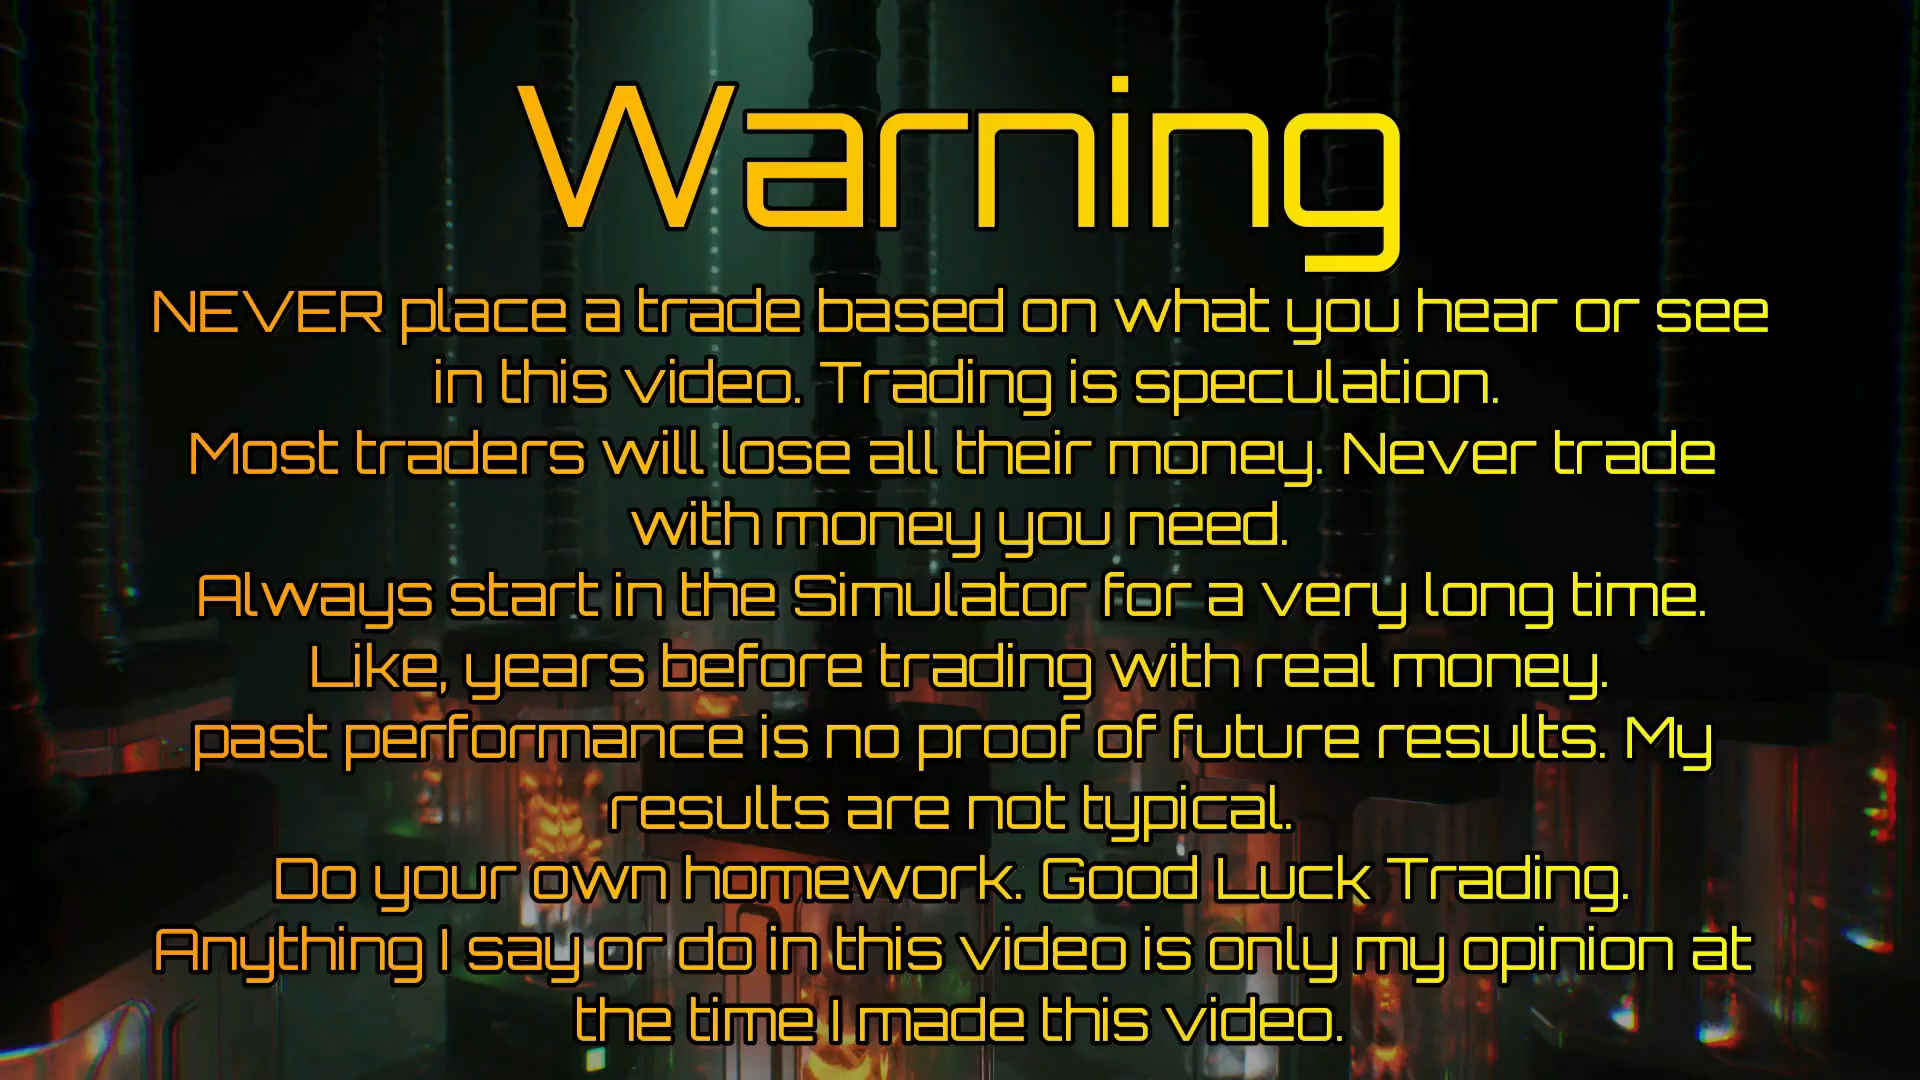 Warning
NEVER place a trade based on what you hear or see
in this video. Trading is speculation.
Most traders will lose all their money. Never trade
with money you need.
Always start in the Simulator for a very long time.
Like, years before trading with real money.
past performance is no proof of future results. My
results are not typical.
Do your own homework. Good Luck Trading.
Anything I say or do in this video is only my opinion at
the time I made this video.